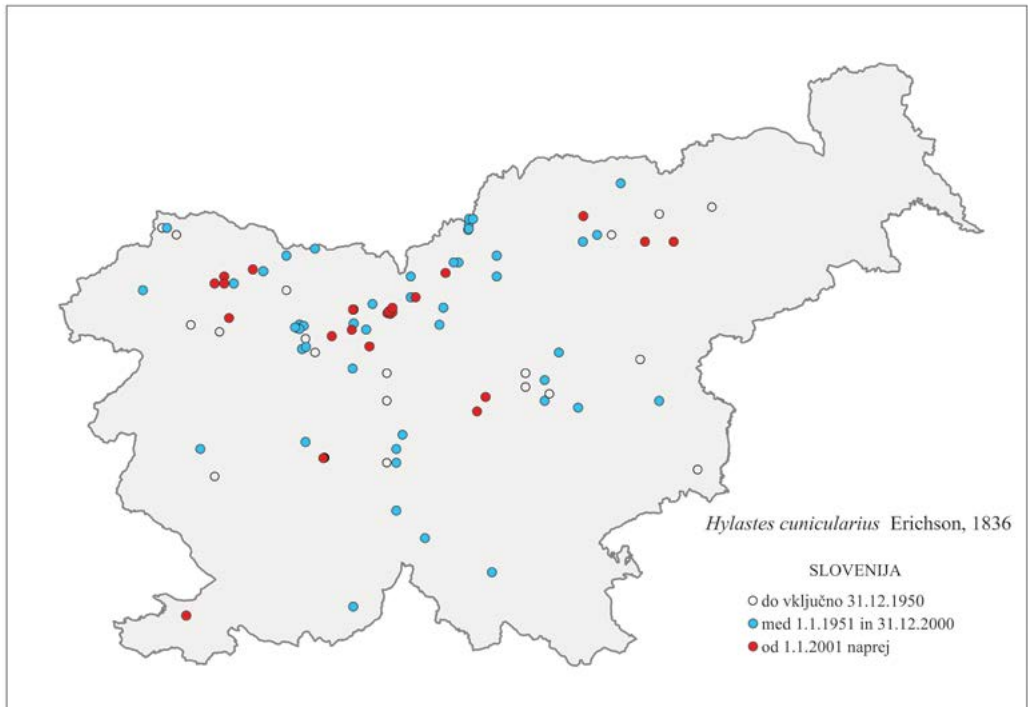 Hylastes cunicularius Erichson, 1836
SLOVENIJA
do vključno 31.12.1950
med 1.1.1951 in 31.12.2000
od 1.1.2001 naprej